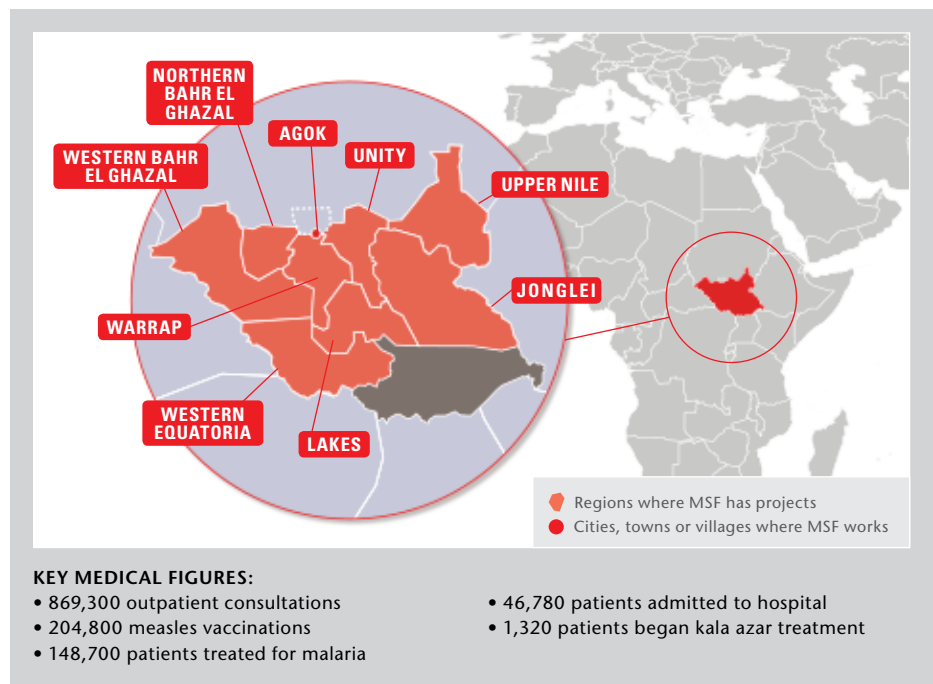 NORTHERN
BAHR EL
GHAZAL
AGOK
UNITY
WESTERN BAHR
EL GHAZAL
UPPER NILE
JONGLEI
WARRAP
WESTERN
EQUATORIA
LAKES
Regions where MSF has projects
Cities, towns or villages where MSF works
KEY MEDICAL FIGURES:
• 869,300 outpatient consultations
• 204,800 measles vaccinations
• 148,700 patients treated for malaria
• 46,780 patients admitted to hospital
• 1,320 patients began kala azar treatment